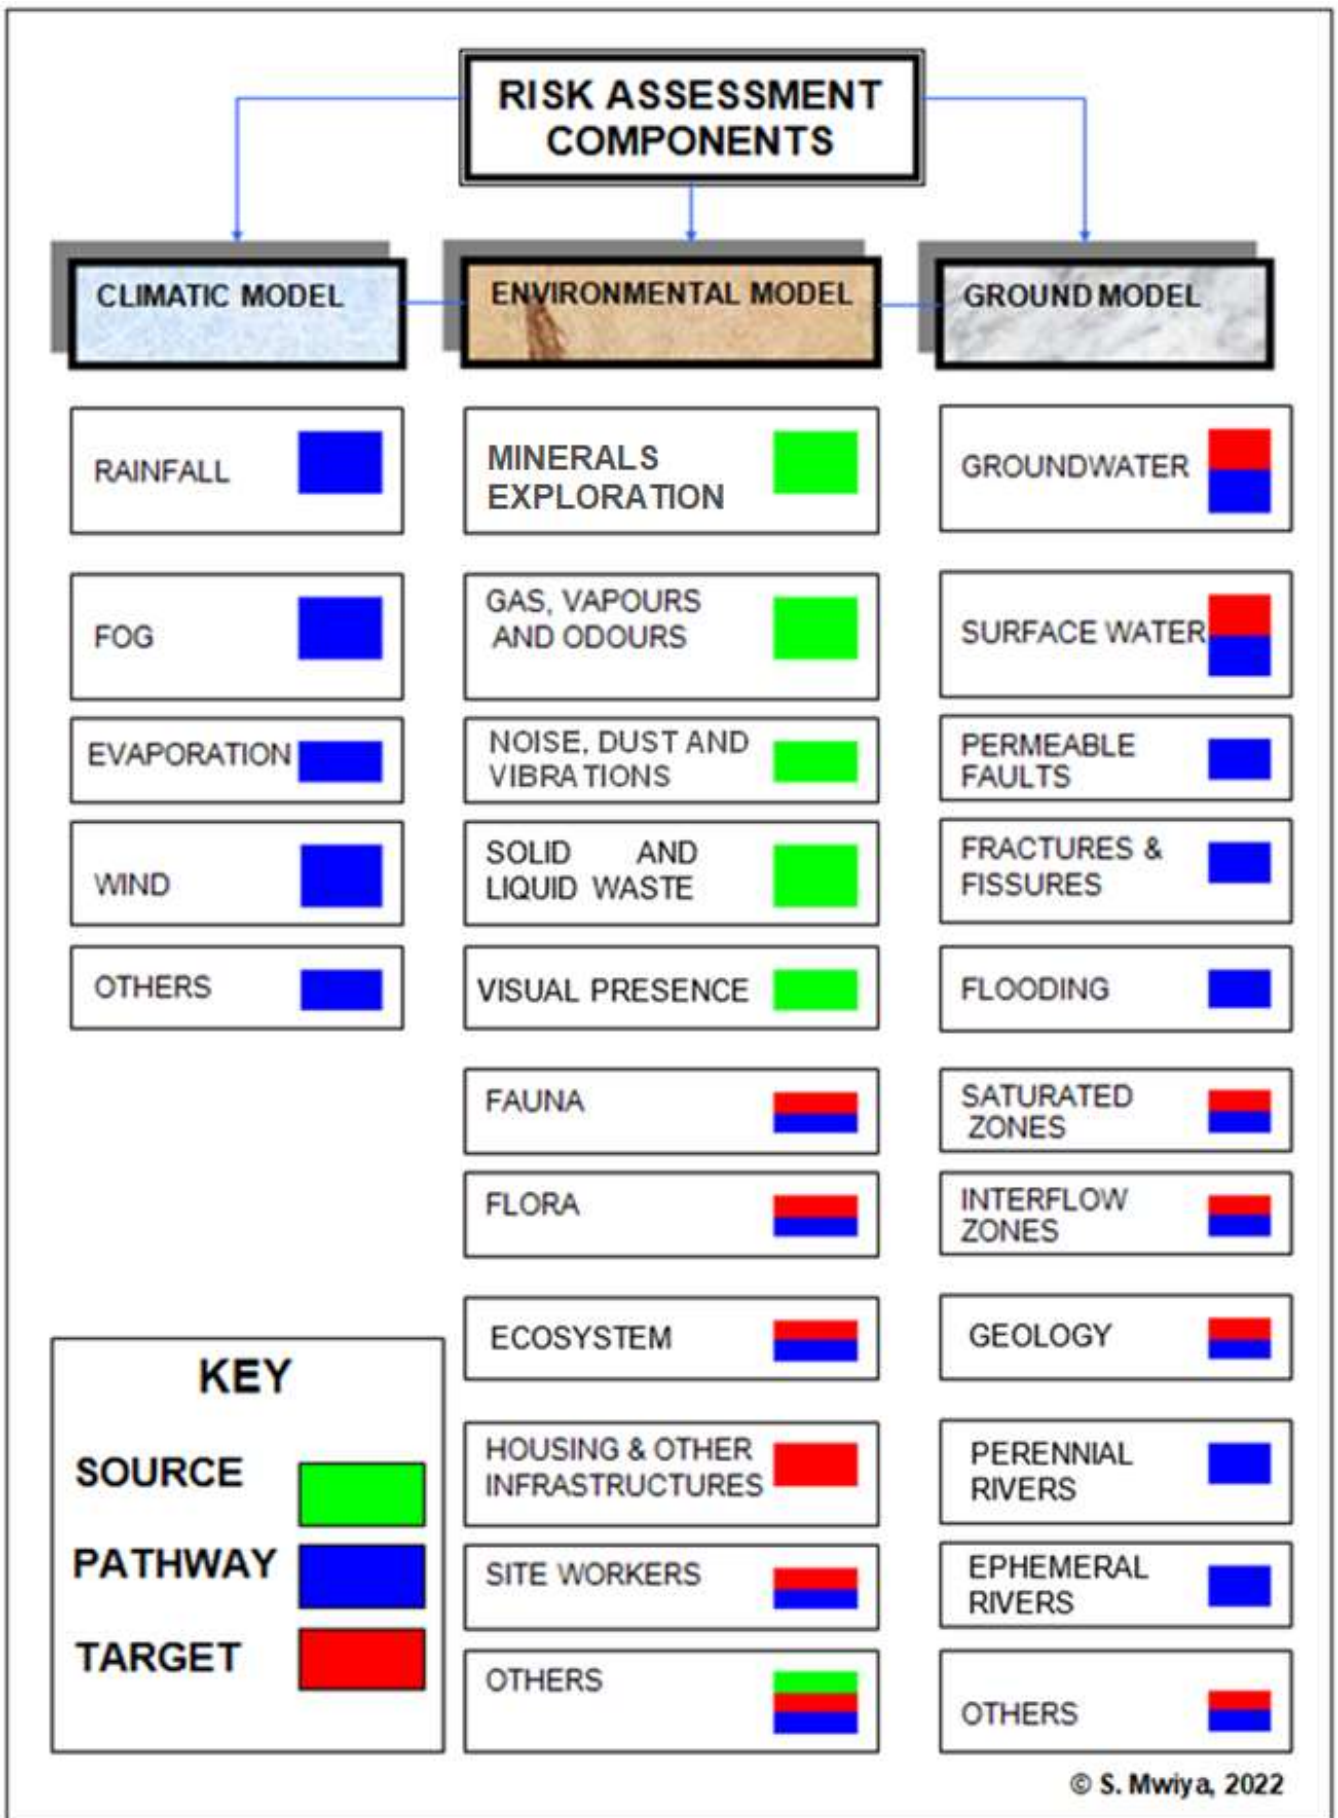 RISK ASSESSMENT
COMPONENTS
CLIMATIC MODEL
ENVIRONMENTAL MODEL
GROUND MODEL
RAINFALL
FOG
EVAPORATION
WIND
OTHERS
MINERALS
EXPLORATION
GAS, VAPOURS
AND ODOURS
NOISE, DUST AND
VIBRATIONS
SOLID AND
LIQUID WASTE
VISUAL PRESENCE
FAUNA
FLORA
ECOSYSTEM
HOUSING & OTHER
INFRASTRUCTURES
SITE WORKERS
OTHERS
GROUNDWATER
SURFACE WATER
PERMEABLE
FAULTS
FRACTURES &
FISSURES
FLOODING
SATURATED
ZONES
INTERFLOW
ZONES
GEOLOGY
PERENNIAL
RIVERS
EPHEMERAL
RIVERS
OTHERS
KEY
SOURCE
PATHWAY
TARGET
© S. Mwiya, 2022